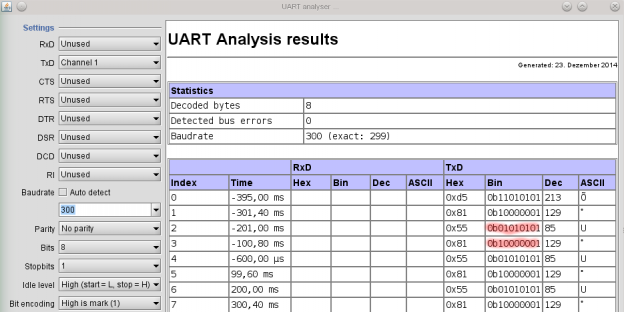 UART analyser ...
Settings
RxD Unused
TxD Channel 1
CTS Unused
RTS Unused
DTR Unused
DSR Unused
DCD Unused
RI Unused
Baudrate Auto detect
300
Parity No parity
Bits 8
Stopbits 1
Idle level High (start = L, stop = H)
Bit encoding High is mark (1)
UART Analysis results
Generated: 23. Dezember 2014
Statistics
Decoded bytes 8
Detected bus errors 0
Baudrate 300 (exact: 299)
RxD TxD
Index Time Hex Bin Dec ASCII Hex Bin Dec ASCII
0 -395,00 ms 0xd5 0b11010101 213 Õ
1 -301,40 ms 0x81 0b10000001 129
2 -201,00 ms 0x55 0b01010101 85 U
3 -100,80 ms 0x81 0b10000001 129
4 -600,00 µs 0x55 0b01010101 85 U
5 99,60 ms 0x81 0b10000001 129
6 200,00 ms 0x55 0b01010101 85 U
7 300,40 ms 0x81 0b10000001 129